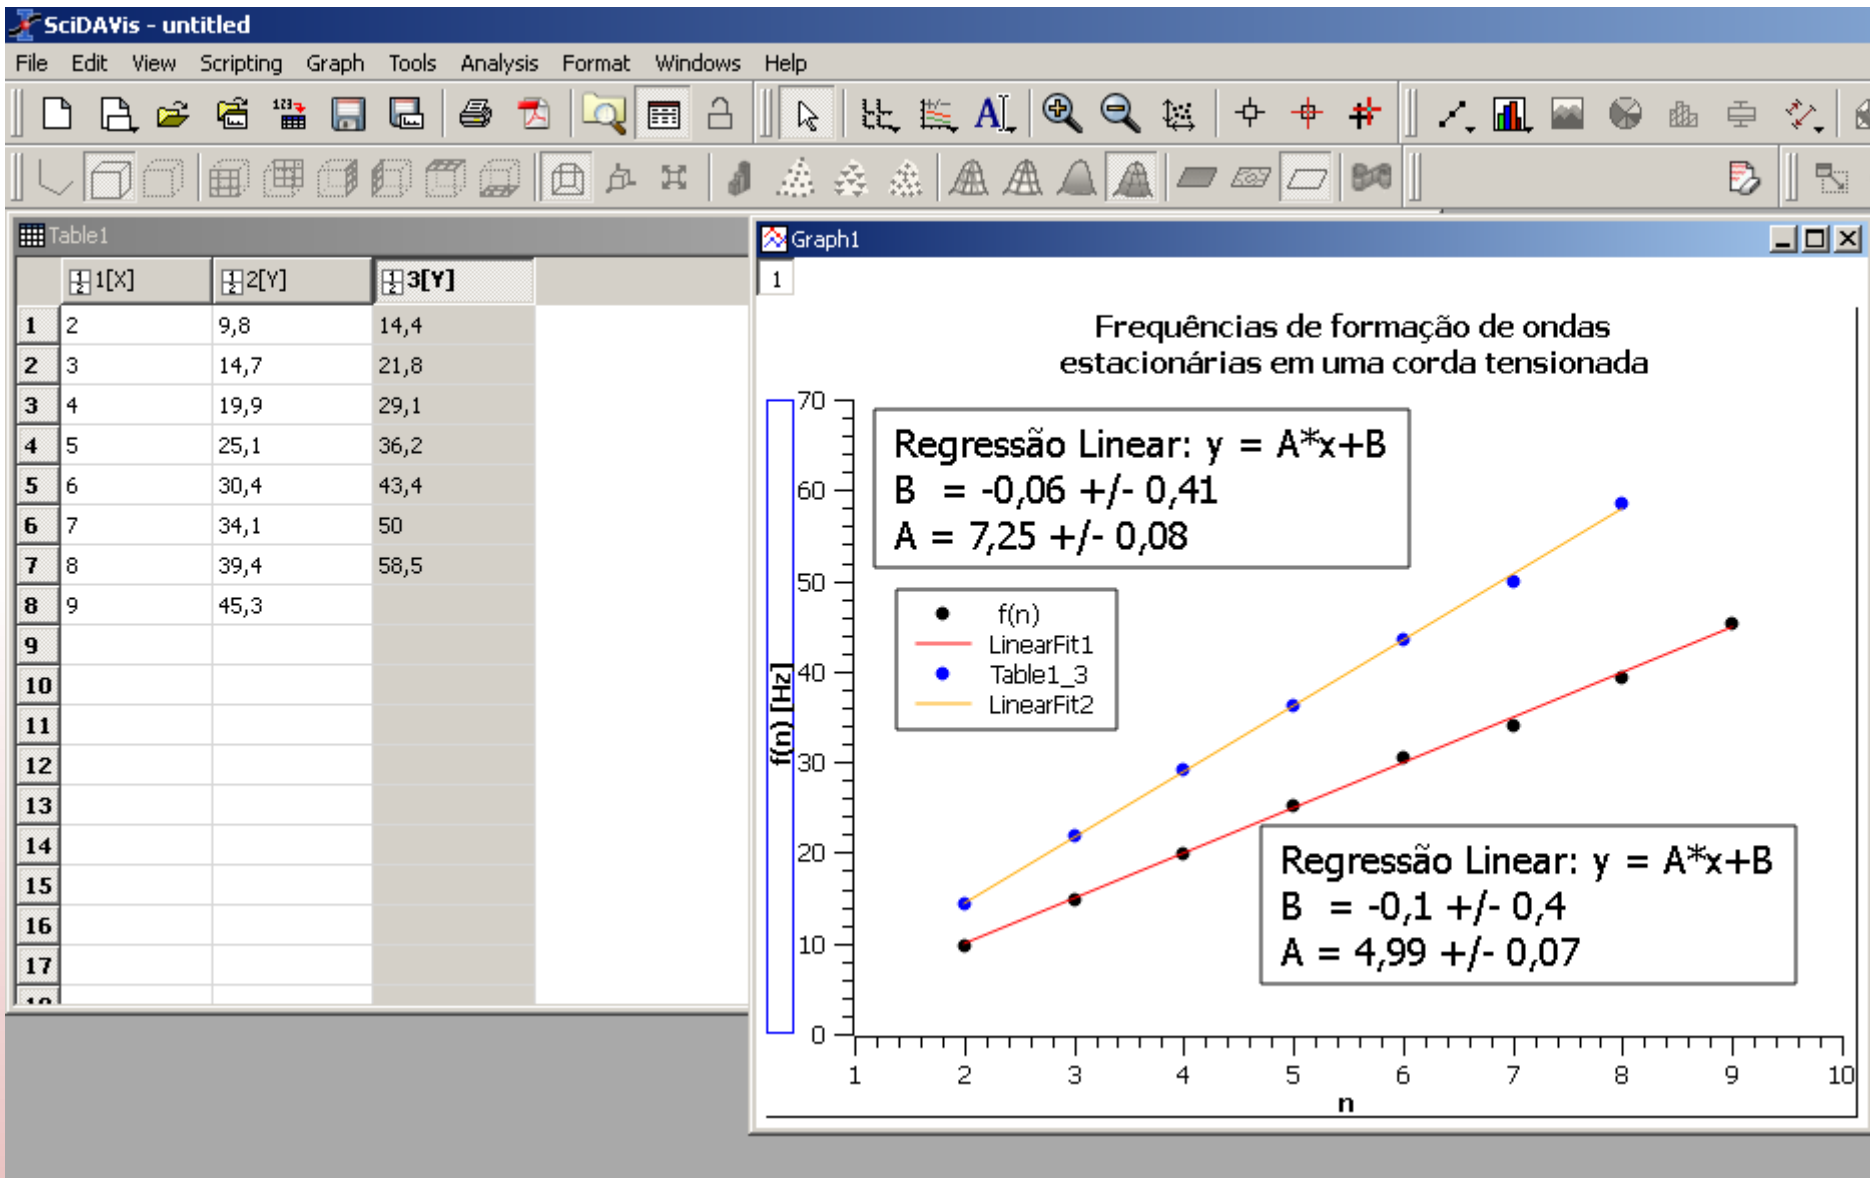 SciDAVis - untitled
File Edit View Scripting Graph Tools Analysis Format Windows Help
Table1
1[X] 2[Y] 3[Y]
1 2 9,8 14,4
2 3 14,7 21,8
3 4 19,9 29,1
4 5 25,1 36,2
5 6 30,4 43,4
6 7 34,1 50
7 8 39,4 58,5
8 9 45,3
9
10
11
12
13
14
15
16
17
Graph1
1
Frequências de formação de ondas
estacionárias em uma corda tensionada
Regressão Linear: y = A*x+B
B = -0,06 +/- 0,41
A = 7,25 +/- 0,08
f(n)
LinearFit1
Table1_3
LinearFit2
Regressão Linear: y = A*x+B
B = -0,1 +/- 0,4
A = 4,99 +/- 0,07
f(n) [Hz]
70
60
50
40
30
20
10
0
1 2 3 4 5 6 7 8 9 10
n